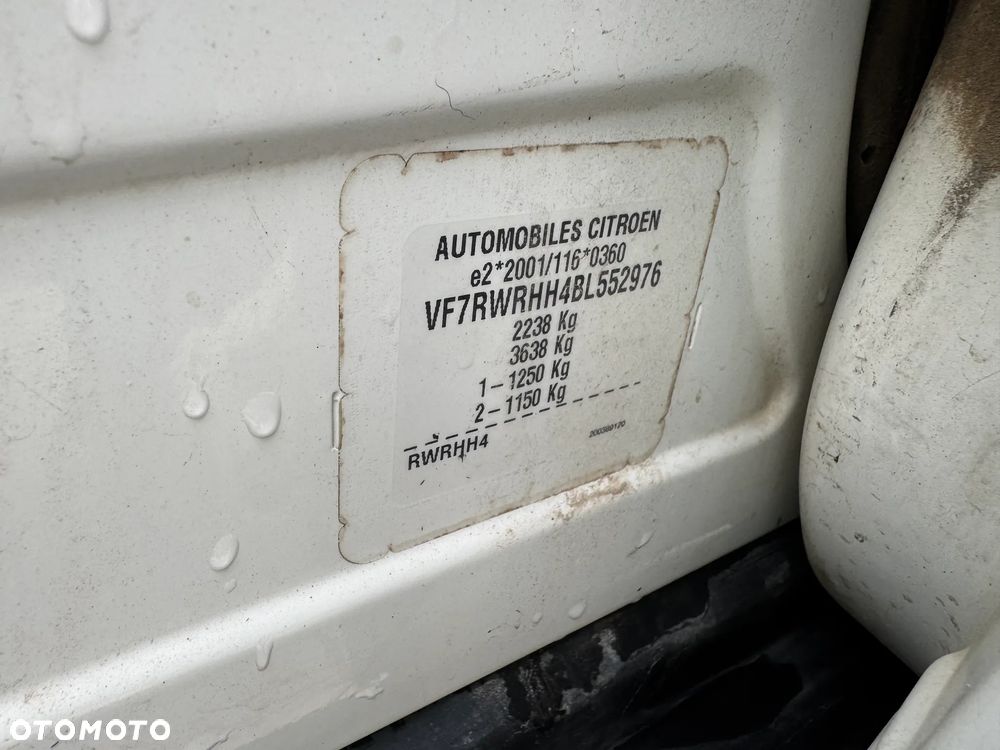 AUTOMOBILES CITROEN
e2*2001/116*0360
VF7RWRHH4BL552976
2238 Kg
3638 Kg
1-1250 Kg
2-1150 Kg
RWRHH4
200389170
OTOMOTO